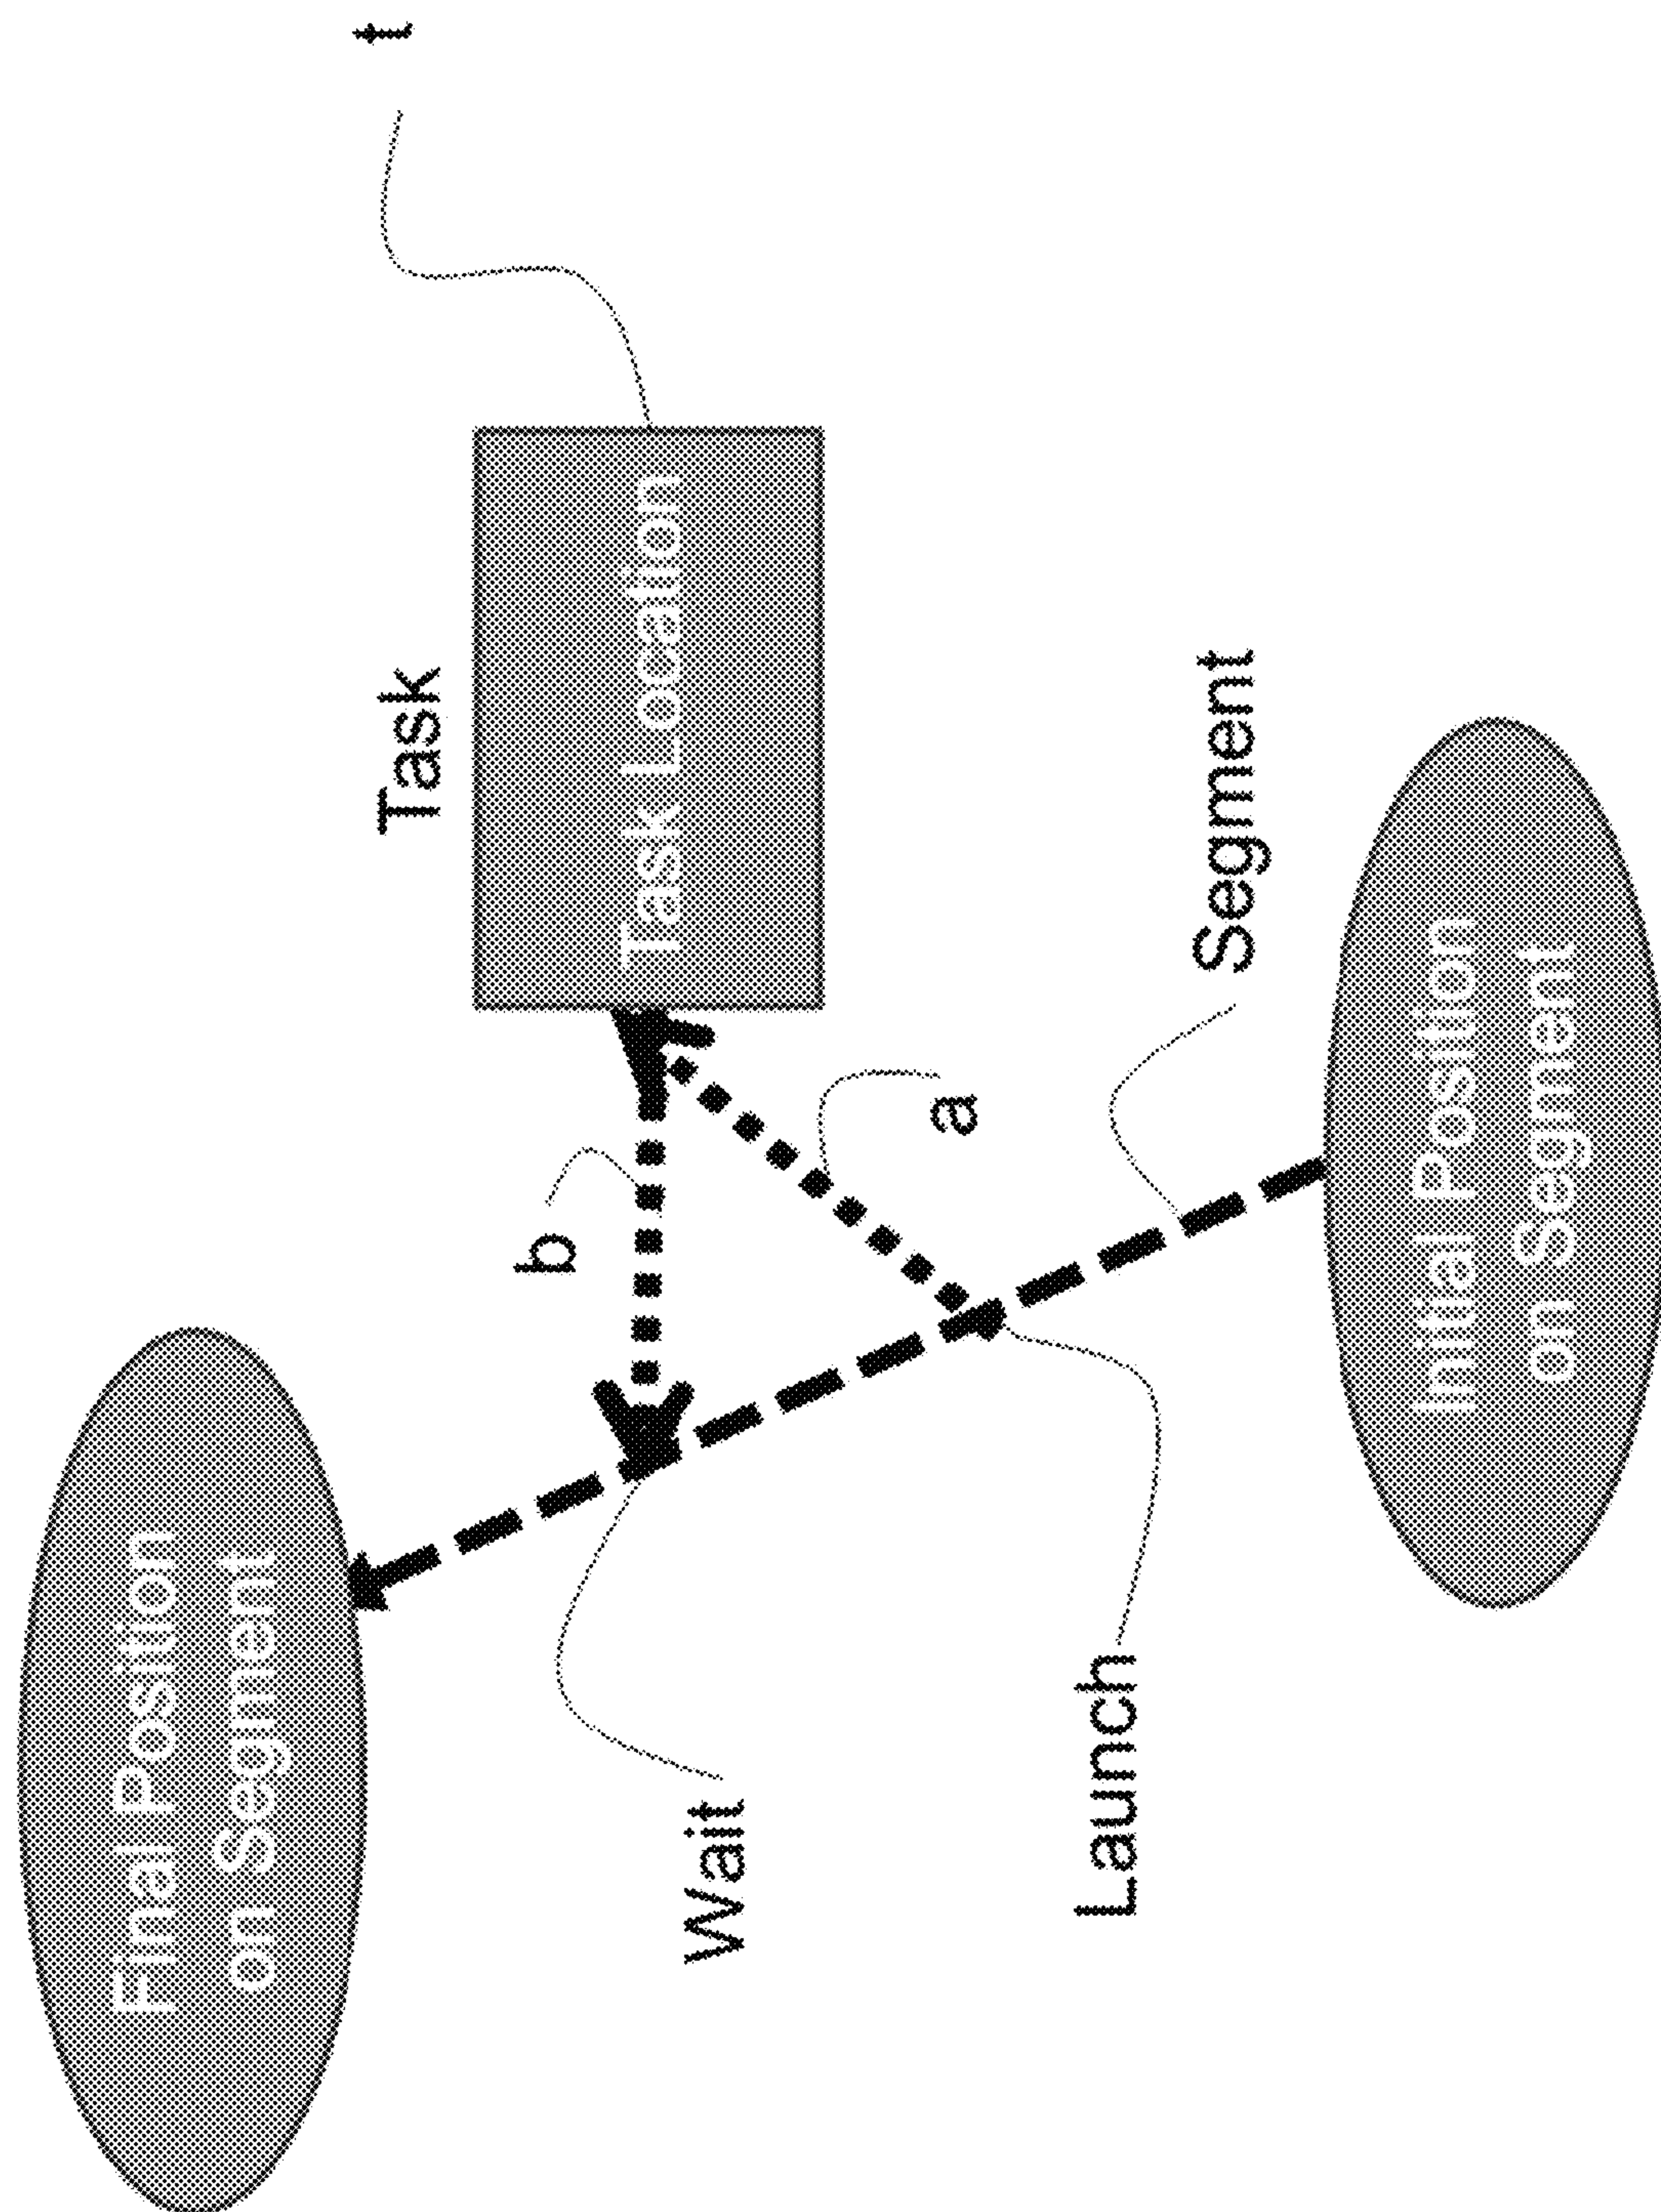 Final Position
on Segment
Task
t
b
Task Location
Wait
a
Launch
Segment
Initial Position
on Segment